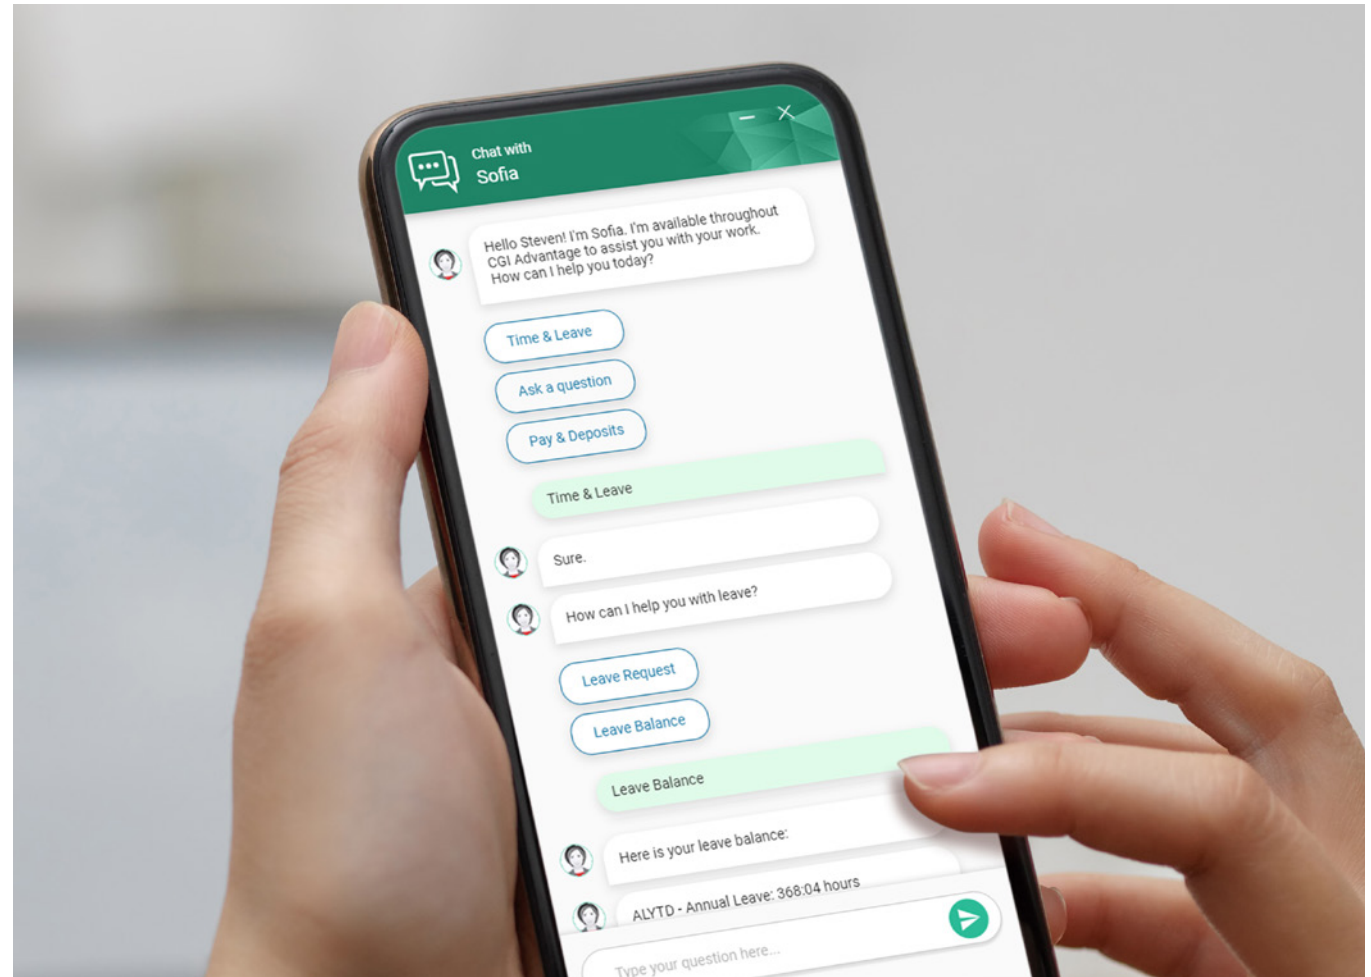 Chat with
Sofia
Hello Steven! I'm Sofia. I'm available throughout
CGI Advantage to assist you with your work.
How can I help you today?
Time & Leave
Ask a question
Pay & Deposits
Time & Leave
Sure.
How can I help you with leave?
Leave Request
Leave Balance
Leave Balance
Here is your leave balance:
ALYTD - Annual Leave: 368:04 hours
Type your question here...